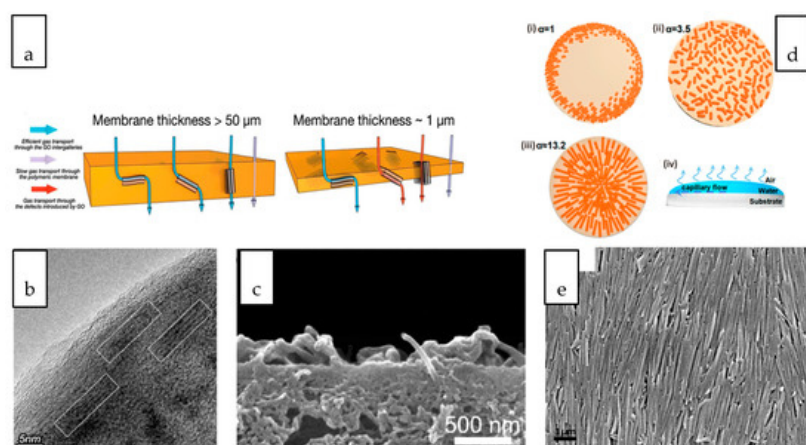 a
Membrane thickness > 50 μm
Membrane thickness ~ 1 μm
Efficient gas transport
through the GO intergalleries
Slow gas transport through
the polymeric membrane
Gas transport
through the defects introduced by GO
(i) α=1
(ii) α=3.5
d
(iii) α=13.2
(iv)
Air
capillary flow
Water
Substrate
b
5nm
c
500 nm
e
1μm